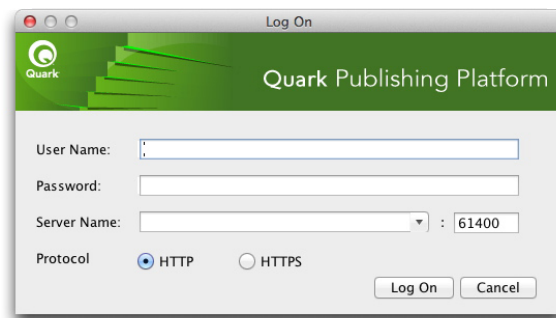 Log On
Quark
Quark Publishing Platform
User Name:
Password:
Server Name: : 61400
Protocol HTTP HTTPS
Log On Cancel